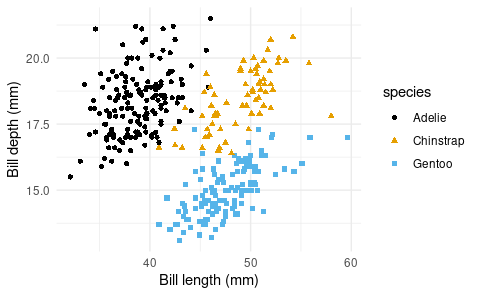 20.0
17.5
15.0
Bill depth (mm)
40
50
60
Bill length (mm)
species
Adelie
Chinstrap
Gentoo